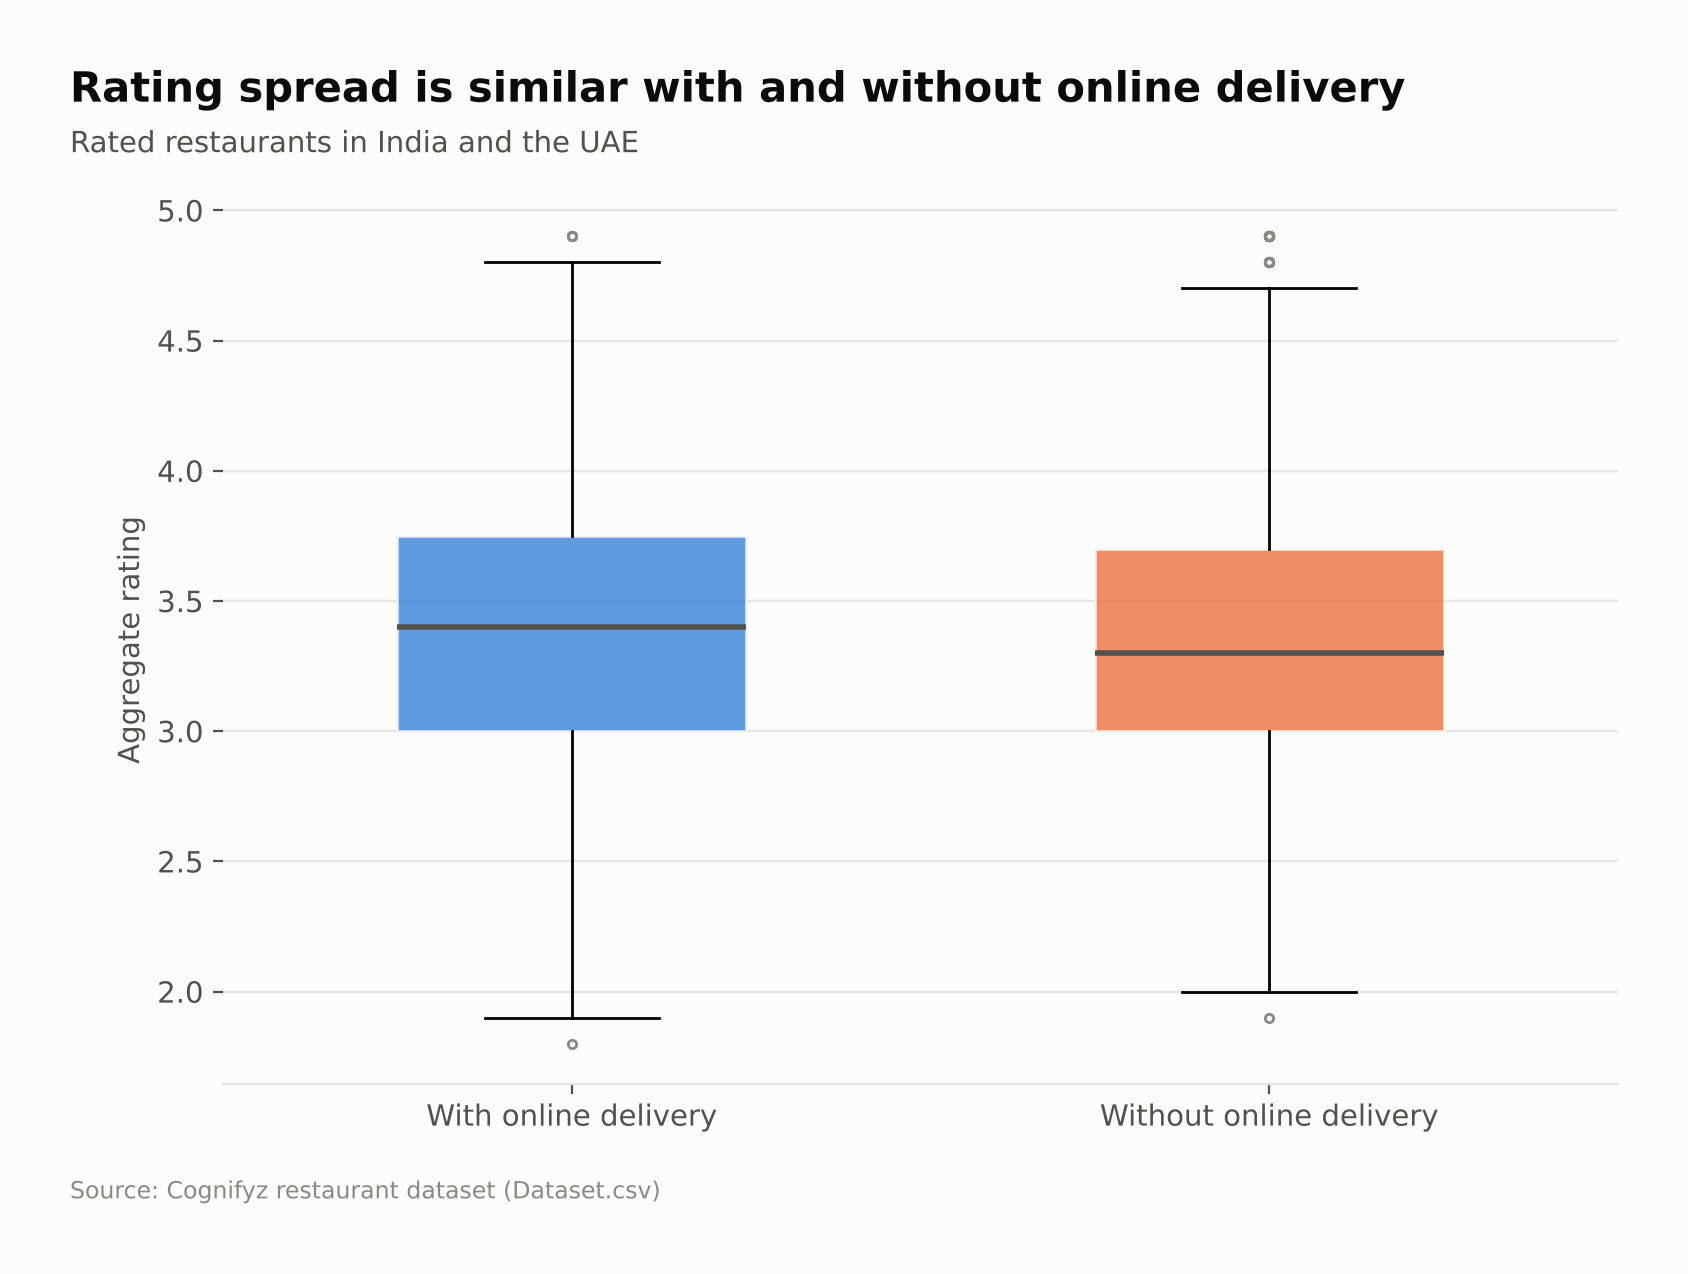 Rating spread is similar with and without online delivery
Rated restaurants in India and the UAE
Aggregate rating
5.0
4.5
4.0
3.5
3.0
2.5
2.0
With online delivery
Without online delivery
Source: Cognifyz restaurant dataset (Dataset.csv)